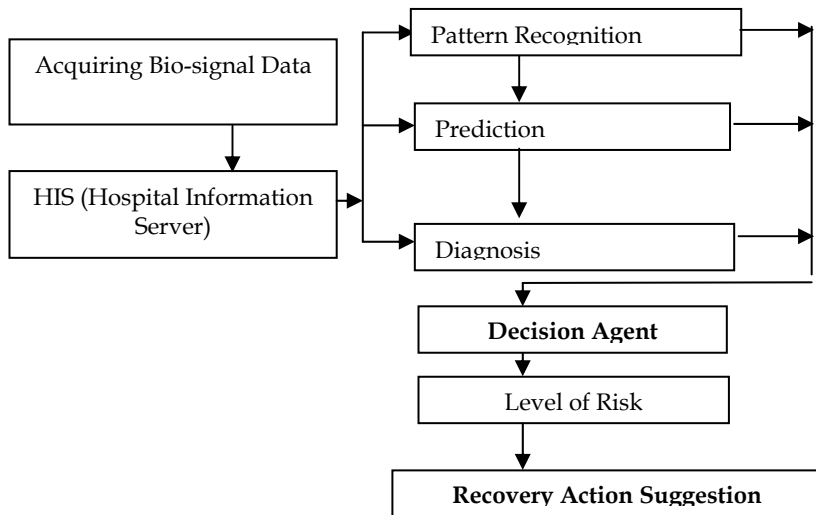 Acquiring Bio-signal Data
HIS (Hospital Information
Server)
Pattern Recognition
Prediction
Diagnosis
Decision Agent
Level of Risk
Recovery Action Suggestion